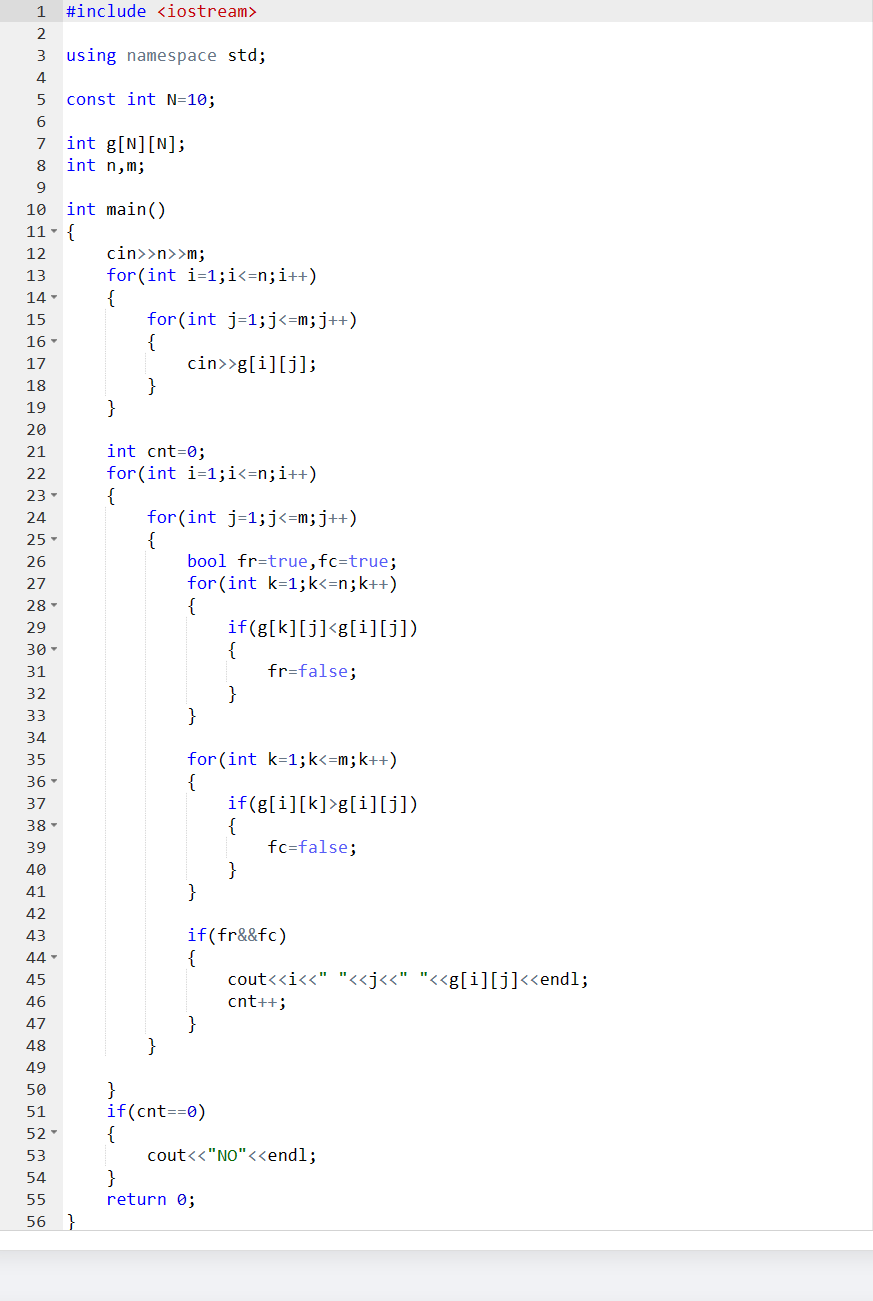 1 #include <iostream>
2
3 using namespace std;
4
5 const int N=10;
6
7 int g[N][N];
8 int n,m;
9
10 int main()
11 {
12     cin>>n>>m;
13     for(int i=1;i<=n;i++)
14     {
15         for(int j=1;j<=m;j++)
16         {
17             cin>>g[i][j];
18         }
19     }
20
21     int cnt=0;
22     for(int i=1;i<=n;i++)
23     {
24         for(int j=1;j<=m;j++)
25         {
26             bool fr=true,fc=true;
27             for(int k=1;k<=n;k++)
28             {
29                 if(g[k][j]<g[i][j])
30                 {
31                     fr=false;
32                 }
33             }
34
35             for(int k=1;k<=m;k++)
36             {
37                 if(g[i][k]>g[i][j])
38                 {
39                     fc=false;
40                 }
41             }
42
43             if(fr&&fc)
44             {
45                 cout<<i<<" "<<j<<" "<<g[i][j]<<endl;
46                 cnt++;
47             }
48         }
49
50     }
51     if(cnt==0)
52     {
53         cout<<"NO"<<endl;
54     }
55     return 0;
56 }